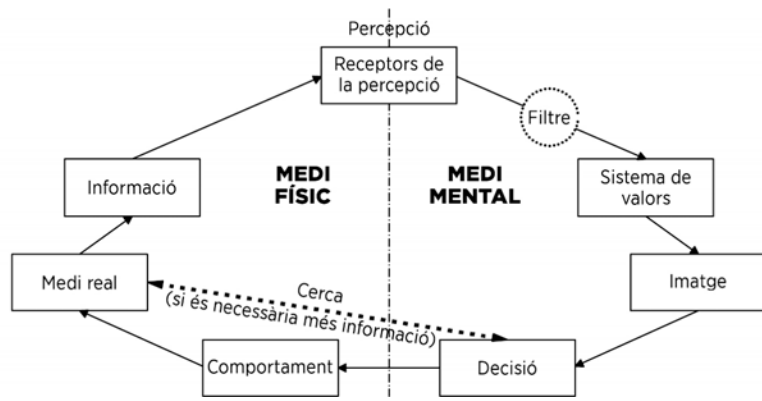 Percepció
Receptors de
la percepció
Filtre
Informació
MEDI
FÍSIC
MEDI
MENTAL
Sistema de
valors
Medi real
Cerca
(si és necessària més informació)
Imatge
Comportament
Decisió